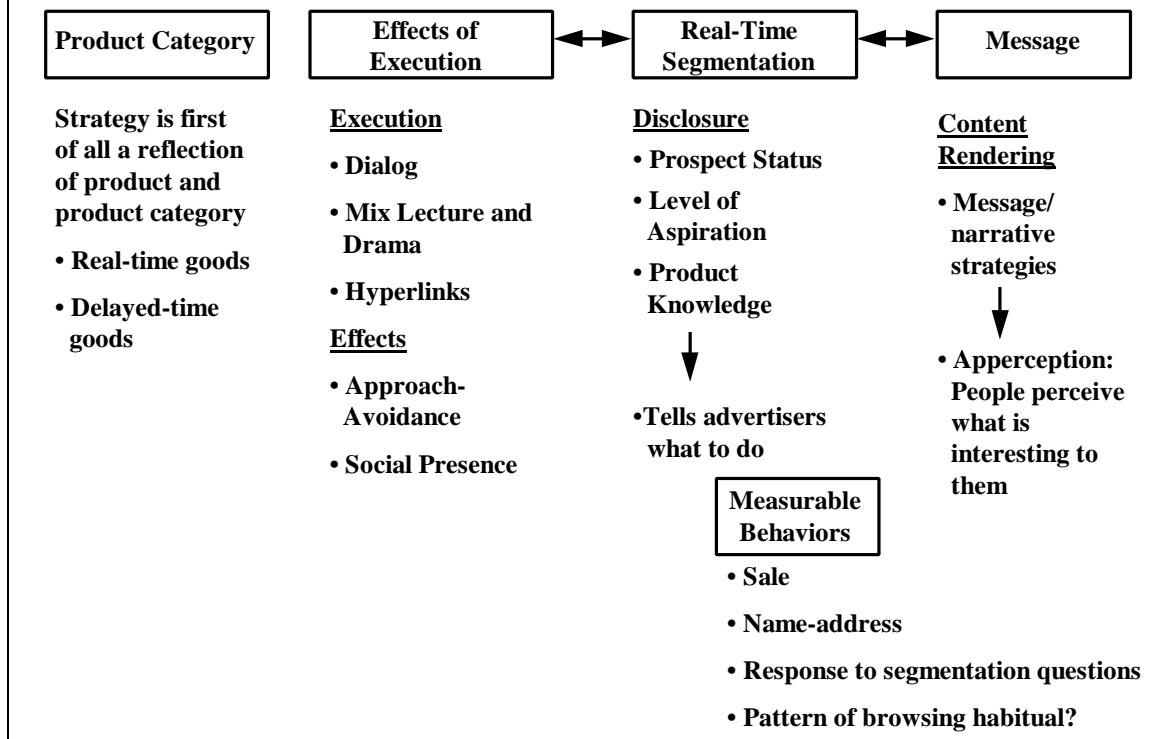 Product Category
Strategy is first
of all a reflection
of product and
product category
• Real-time goods
• Delayed-time
goods
Effects of
Execution
Execution
• Dialog
• Mix Lecture and
Drama
• Hyperlinks
Effects
• Approach-
Avoidance
• Social Presence
Real-Time
Segmentation
Disclosure
• Prospect Status
• Level of
Aspiration
• Product
Knowledge
•Tells advertisers
what to do
Message
Content
Rendering
• Message/
narrative
strategies
• Apperception:
People perceive
what is
interesting to
them
Measurable
Behaviors
• Sale
• Name-address
• Response to segmentation questions
• Pattern of browsing habitual?